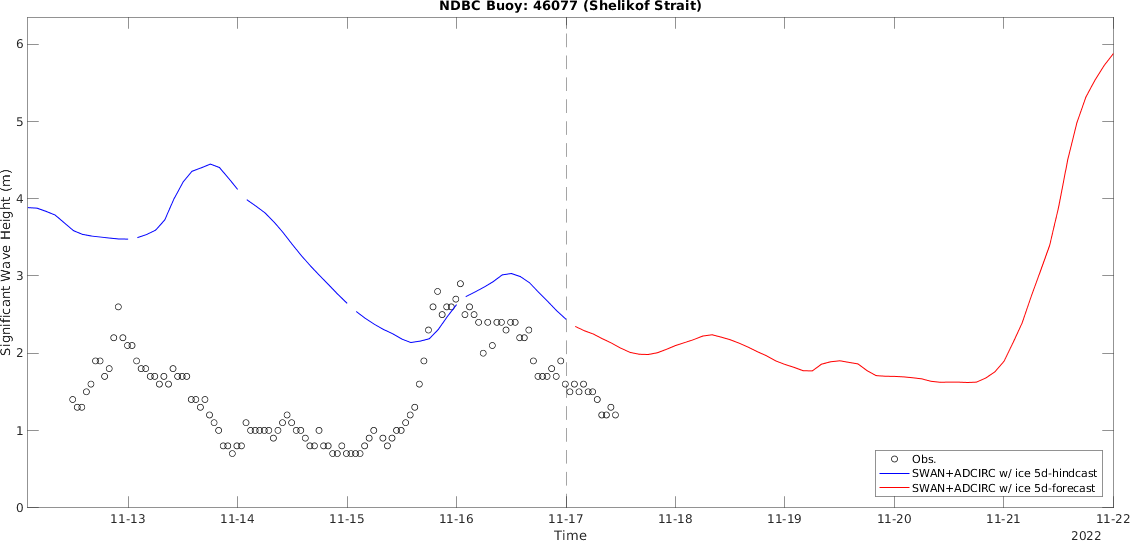 NDBC Buoy: 46077 (Shelikof Strait)
Significant Wave Height (m)
6
5
4
3
2
1
0
Obs.
SWAN+ADCIRC w/ ice 5d-hindcast
SWAN+ADCIRC w/ ice 5d-forecast
11-13 11-14 11-15 11-16 11-17 11-18 11-19 11-20 11-21 11-22
Time
2022